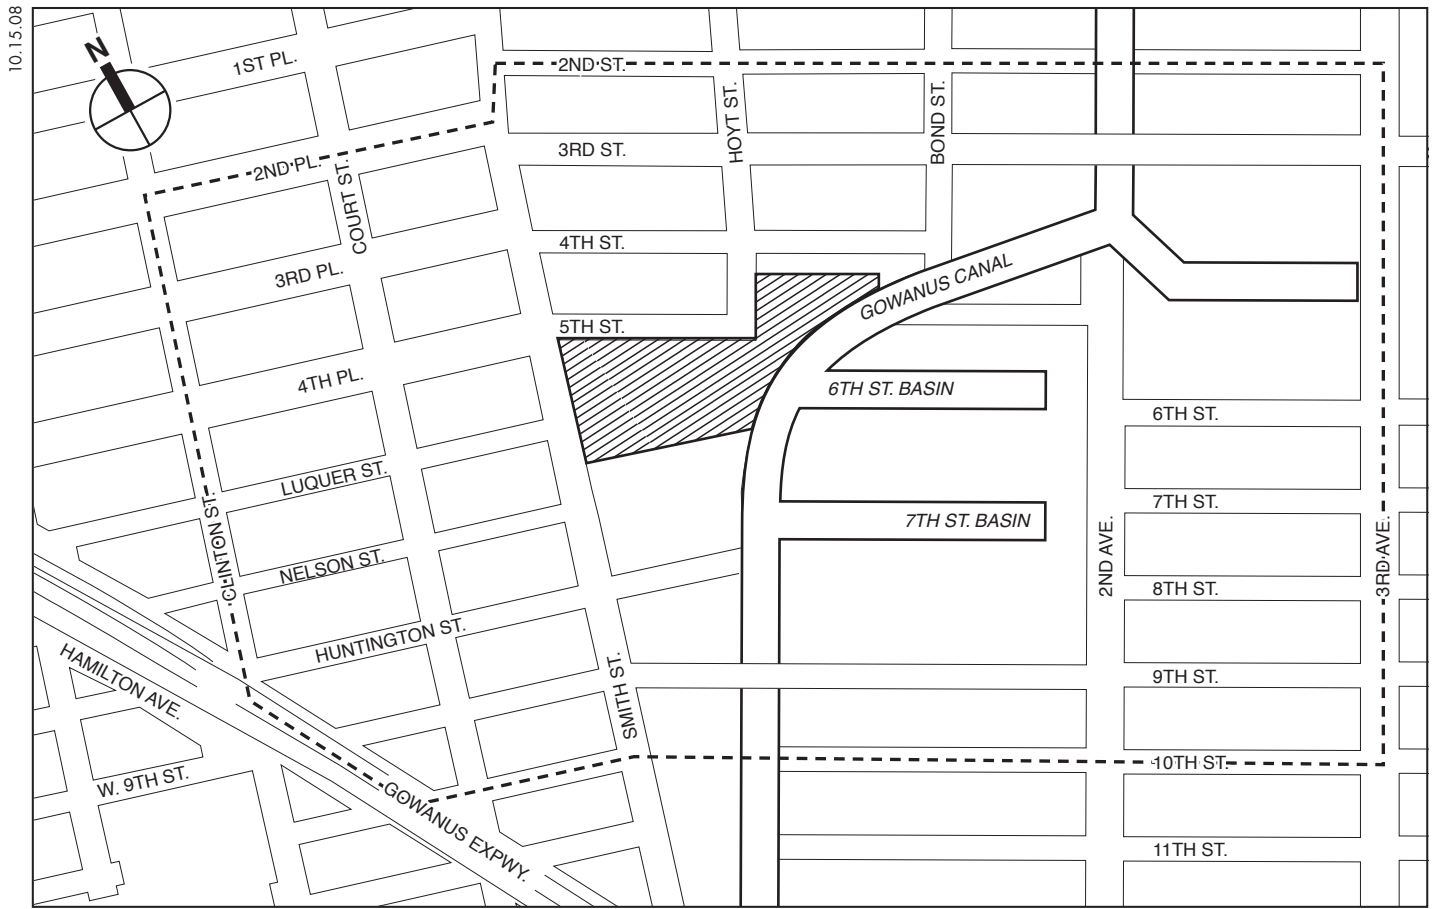 10.15.08
N
1ST PL.
2ND ST.
HOYT ST.
BOND ST.
3RD ST.
2ND PL.
COURT ST.
4TH ST.
3RD PL.
GOWANUS CANAL
5TH ST.
4TH PL.
6TH ST. BASIN
6TH ST.
LUQUER ST.
7TH ST.
CLINTON ST.
7TH ST. BASIN
2ND AVE.
3RD AVE.
NELSON ST.
8TH ST.
HUNTINGTON ST.
HAMILTON AVE.
SMITH ST.
9TH ST.
W. 9TH ST.
10TH ST.
GOWANUS EXPWY.
11TH ST.